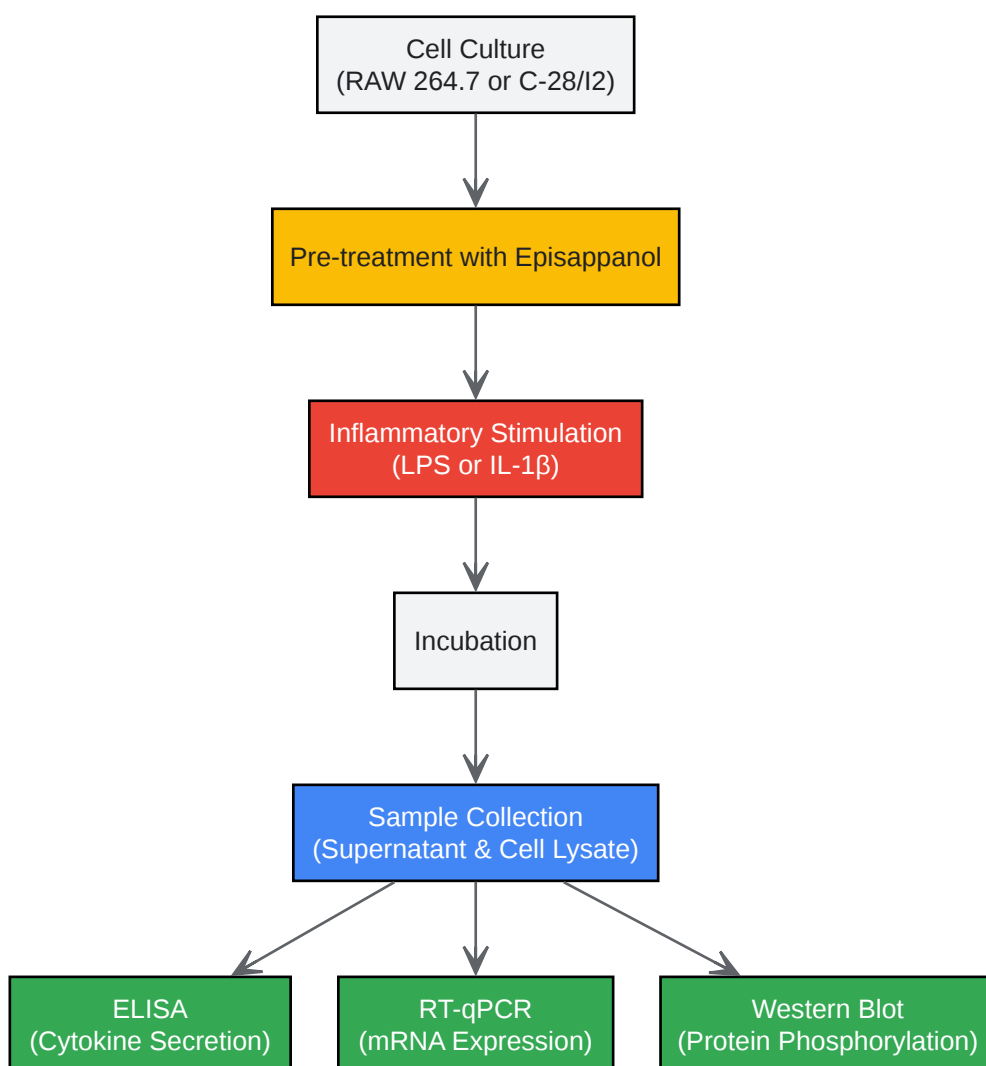 Cell Culture
(RAW 264.7 or C-28/I2)
Pre-treatment with Episappanol
Inflammatory Stimulation
(LPS or IL-1β)
Incubation
Sample Collection
(Supernatant & Cell Lysate)
ELISA
(Cytokine Secretion)
RT-qPCR
(mRNA Expression)
Western Blot
(Protein Phosphorylation)